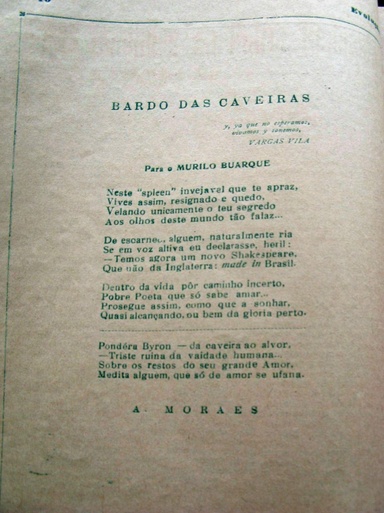 BARDO DAS CAVEIRAS
y, ya que no esperamos,
vivamos y cantemos,
VARGAS VILA
Para o MURILO BUARQUE
Neste "spleen" invejavel que te apraz,
Vives assim, resignado e quedo,
Velando unicamente o teu segredo
Aos olhos deste mundo tão falaz...
De escarneo, alguem, naturalmente ria
Se em voz altiva eu declarasse, heril:
—Temos agora um novo Shakespeare,
Que não da Inglaterra: made in Brasil.
Dentro da vida pôr caminho incerto,
Pobre Poeta que só sabe amar...
Prosegue assim, como que a sonhar,
Quasi alcançando, ou bem da gloria perto.
Pondéra Byron — da caveira ao alvor,
—Triste ruina da vaidade humana...
Sobre os restos do seu grande Amor,
Medita alguem, que só de amor se ufana.
A. MORAES